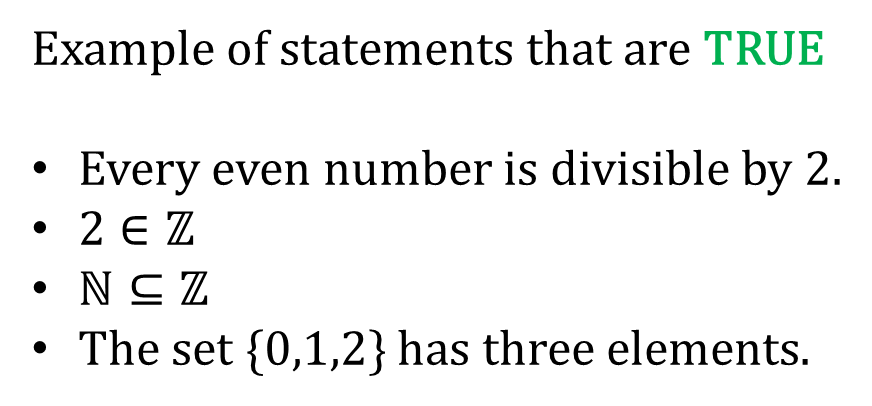 Example of statements that are TRUE
• Every even number is divisible by 2.
• 2 ∈ ℤ
• ℕ ⊆ ℤ
• The set {0,1,2} has three elements.